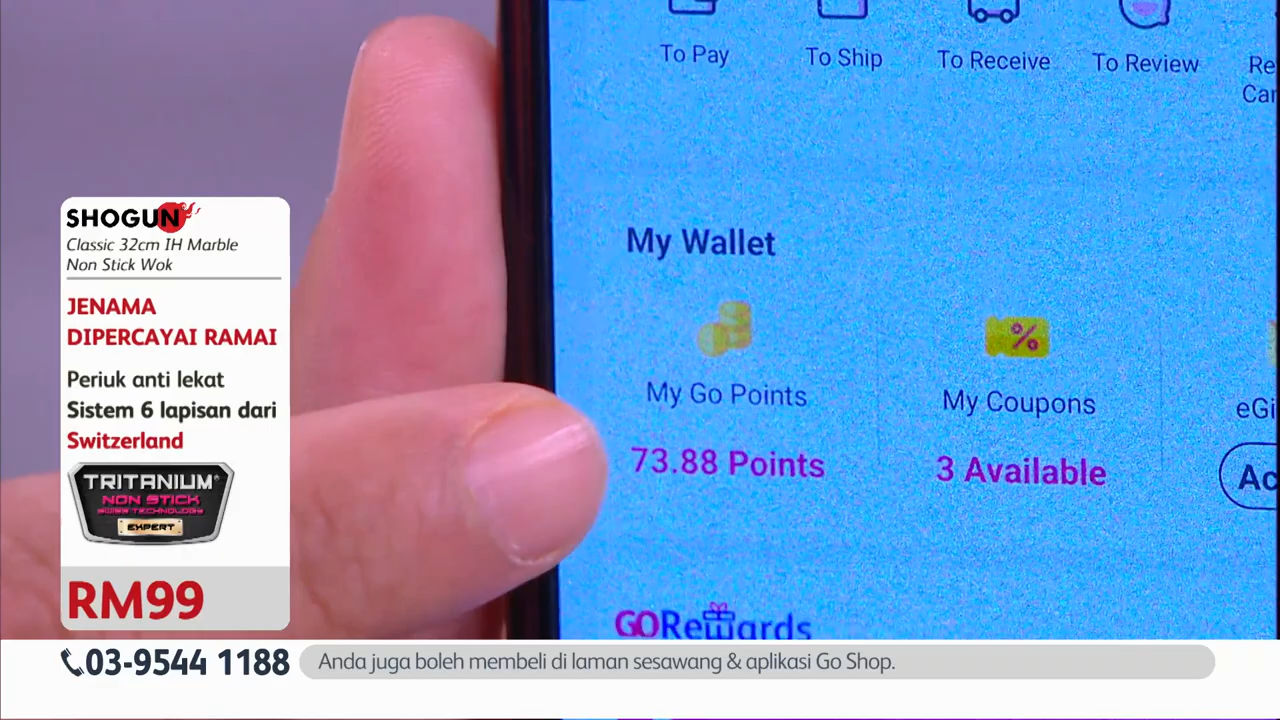 To Pay
To Ship
To Receive
To Review
My Wallet
My Go Points
My Coupons
73.88 Points
3 Available
GORewards
SHOGUN
Classic 32cm IH Marble
Non Stick Wok
JENAMA
DIPERCAYAI RAMAI
Periuk anti lekat
Sistem 6 lapisan dari
Switzerland
TRITANIUM
NON STICK
SWISS TECHNOLOGY
EXPERT
RM99
03-9544 1188
Anda juga boleh membeli di laman sesawang & aplikasi Go Shop.